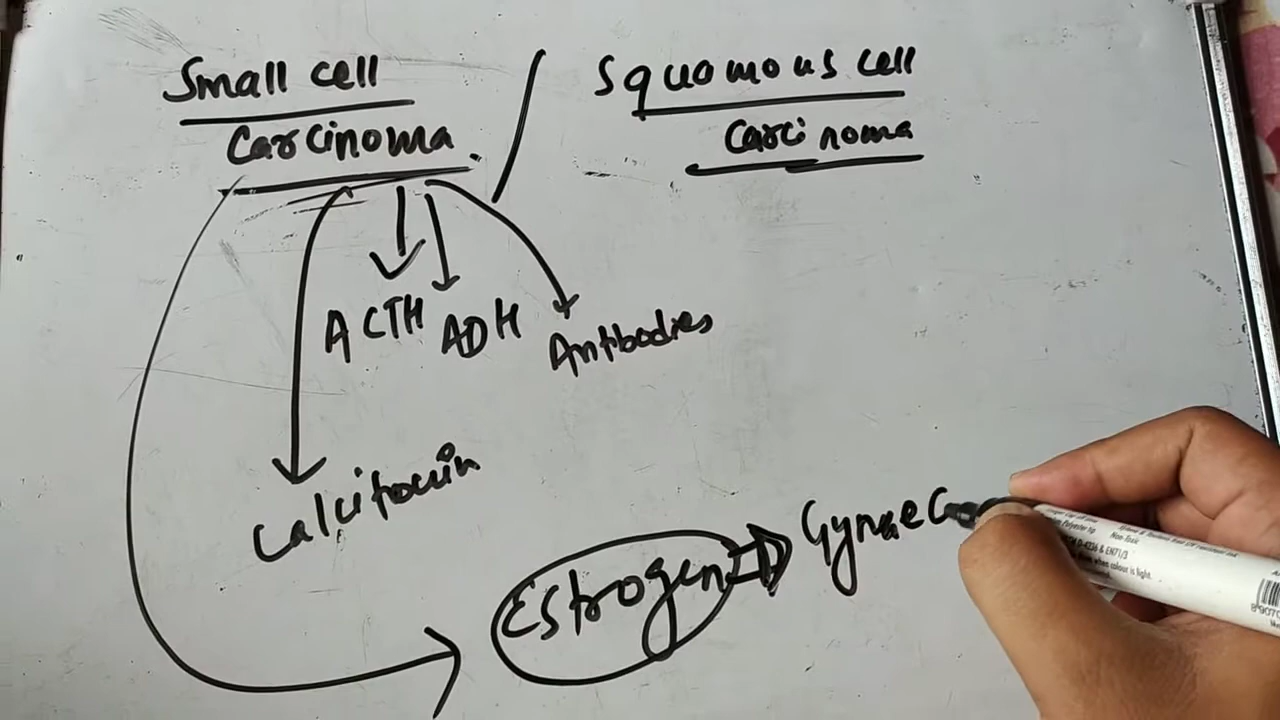 Small cell
Carcinoma
Squamous cell
Carcinoma
ACTH ADH Antibodies
Calcitonin
Estrogen
Gynaec